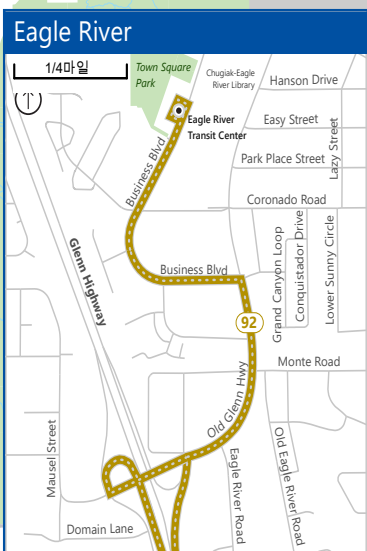 Eagle River
1/4마일
Town Square
Park
Chugiak-Eagle
River Library
Hanson Drive
Eagle River
Transit Center
Easy Street
Lazy Street
Park Place Street
Business Blvd
Coronado Road
Grand Canyon Loop
Conquistador Drive
Lower Sunny Circle
Glenn Highway
Business Blvd
92
Monte Road
Old Glenn Hwy
Mausel Street
Eagle River Road
Old Eagle River Road
Domain Lane